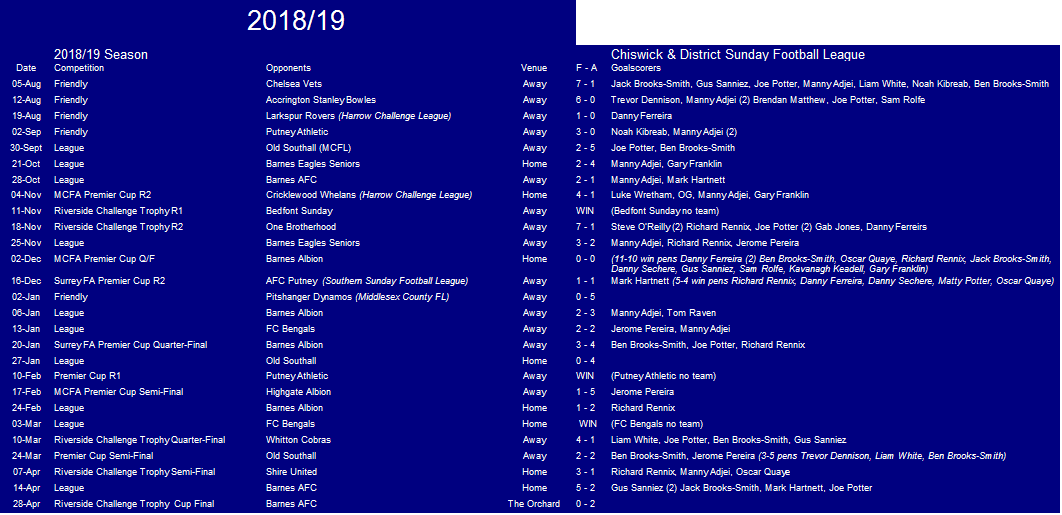 2018/19
2018/19 Season Chiswick & District Sunday Football League
Date Competition Opponents Venue F - A Goalscorers
05-Aug Friendly Chelsea Vets Away 7 - 1 Jack Brooks-Smith, Gus Sanniez, Joe Potter, Manny Adjei, Liam White, Noah Kibreab, Ben Brooks-Smith
12-Aug Friendly Accrington Stanley Bowles Away 6 - 0 Trevor Dennison, Manny Adjei (2) Brendan Matthew, Joe Potter, Sam Rolfe
19-Aug Friendly Larkspur Rovers (Harrow Challenge League) Away 1 - 0 Danny Ferreira
02-Sep Friendly Putney Athletic Away 3 - 0 Noah Kibreab, Manny Adjei (2)
30-Sept League Old Southall (MCFL) Away 2 - 5 Joe Potter, Ben Brooks-Smith
21-Oct League Barnes Eagles Seniors Home 2 - 4 Manny Adjei, Gary Franklin
28-Oct League Barnes AFC Away 2 - 1 Manny Adjei, Mark Hartnett
04-Nov MCFA Premier Cup R2 Cricklewood Whelans (Harrow Challenge League) Home 4 - 1 Luke Wretham, OG, Manny Adjei, Gary Franklin
11-Nov Riverside Challenge Trophy R1 Bedfont Sunday Away WIN (Bedfont Sunday no team)
18-Nov Riverside Challenge Trophy R2 One Brotherhood Away 7 - 1 Steve O'Reilly (2) Richard Rennix, Joe Potter (2) Gab Jones, Danny Ferreirs
25-Nov League Barnes Eagles Seniors Away 3 - 2 Manny Adjei, Richard Rennix, Jerome Pereira
02-Dec MCFA Premier Cup Q/F Barnes Albion Home 0 - 0 (11-10 win pens Danny Ferreira (2) Ben Brooks-Smith, Oscar Quaye, Richard Rennix, Jack Brooks-Smith,
Danny Sechere, Gus Sanniez, Sam Rolfe, Kavanagh Keadell, Gary Franklin)
16-Dec Surrey FA Premier Cup R2 AFC Putney (Southern Sunday Football League) Away 1 - 1 Mark Hartnett (5-4 win pens Richard Rennix, Danny Ferreira, Danny Sechere, Matty Potter, Oscar Quaye)
02-Jan Friendly Pitshanger Dynamos (Middlesex County FL) Away 0 - 5
06-Jan League Barnes Albion Away 2 - 3 Manny Adjei, Tom Raven
13-Jan League FC Bengals Away 2 - 2 Jerome Pereira, Manny Adjei
20-Jan Surrey FA Premier Cup Quarter-Final Barnes Albion Away 3 - 4 Ben Brooks-Smith, Joe Potter, Richard Rennix
27-Jan League Old Southall Home 0 - 4
10-Feb Premier Cup R1 Putney Athletic Away WIN (Putney Athletic no team)
17-Feb MCFA Premier Cup Semi-Final Highgate Albion Away 1 - 5 Jerome Pereira
24-Feb League Barnes Albion Home 1 - 2 Richard Rennix
03-Mar League FC Bengals Home WIN (FC Bengals no team)
10-Mar Riverside Challenge Trophy Quarter-Final Whitton Cobras Away 4 - 1 Liam White, Joe Potter, Ben Brooks-Smith, Gus Sanniez
24-Mar Premier Cup Semi-Final Old Southall Away 2 - 2 Ben Brooks-Smith, Jerome Pereira (3-5 pens Trevor Dennison, Liam White, Ben Brooks-Smith)
07-Apr Riverside Challenge Trophy Semi-Final Shire United Home 3 - 1 Richard Rennix, Manny Adjei, Oscar Quaye
14-Apr League Barnes AFC Home 5 - 2 Gus Sanniez (2) Jack Brooks-Smith, Mark Hartnett, Joe Potter
28-Apr Riverside Challenge Trophy Cup Final Barnes AFC The Orchard 0 - 2